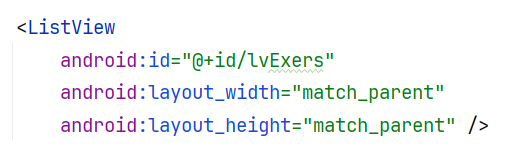 <ListView
android:id="@+id/lvExers"
android:layout_width="match_parent"
android:layout_height="match_parent" />